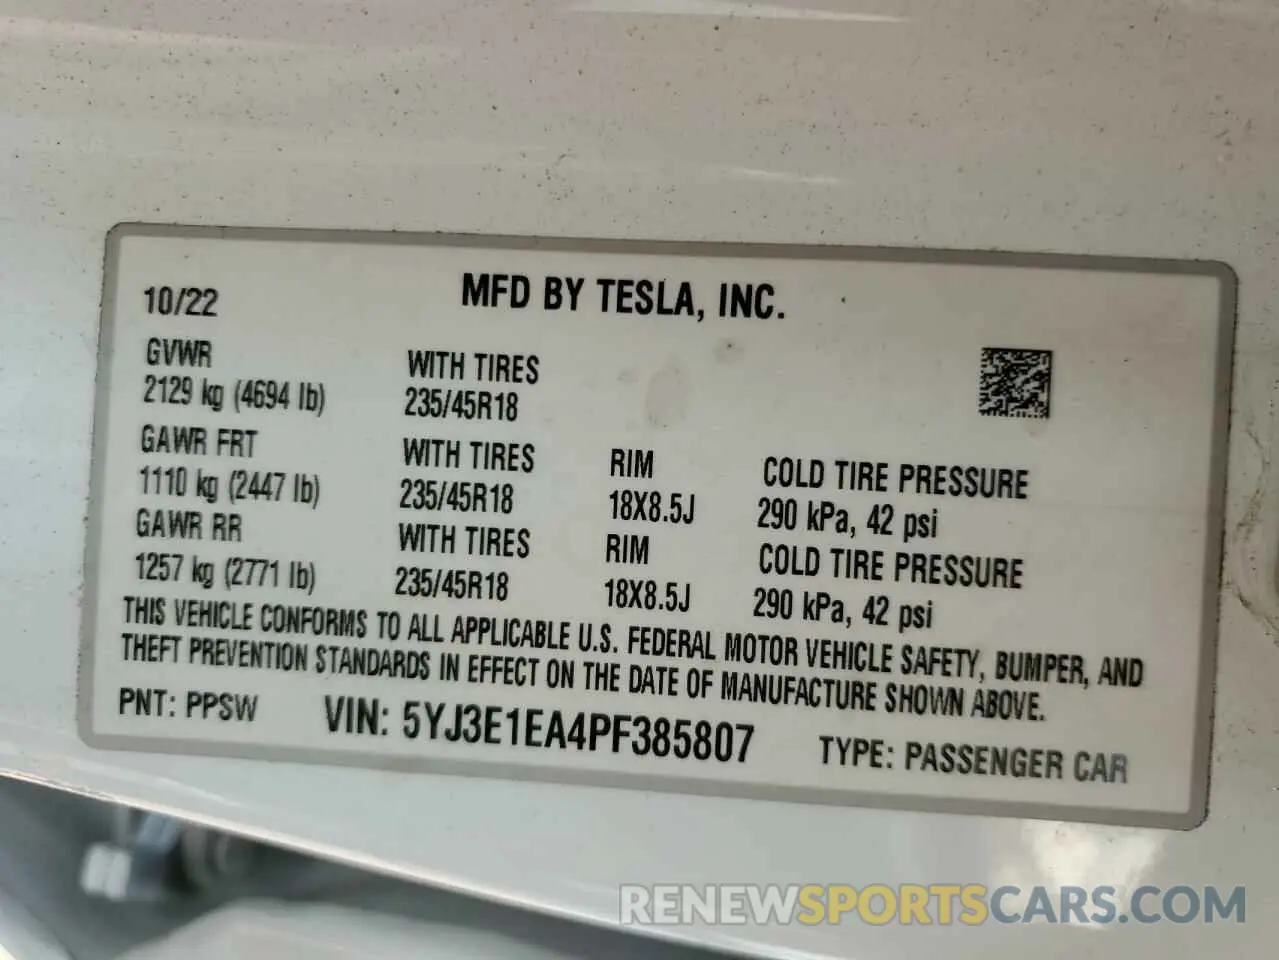 MFD BY TESLA, INC.
10/22
GVWR
2129 kg (4694 lb)
WITH TIRES
235/45R18
GAWR FRT
1110 kg (2447 lb)
WITH TIRES
235/45R18
RIM
18X8.5J
COLD TIRE PRESSURE
290 kPa, 42 psi
GAWR RR
1257 kg (2771 lb)
WITH TIRES
235/45R18
RIM
18X8.5J
COLD TIRE PRESSURE
290 kPa, 42 psi
THIS VEHICLE CONFORMS TO ALL APPLICABLE U.S. FEDERAL MOTOR VEHICLE SAFETY, BUMPER, AND
THEFT PREVENTION STANDARDS IN EFFECT ON THE DATE OF MANUFACTURE SHOWN ABOVE.
PNT: PPSW VIN: 5YJ3E1EA4PF385807 TYPE: PASSENGER CAR
RENEWSPORTSCARS.COM